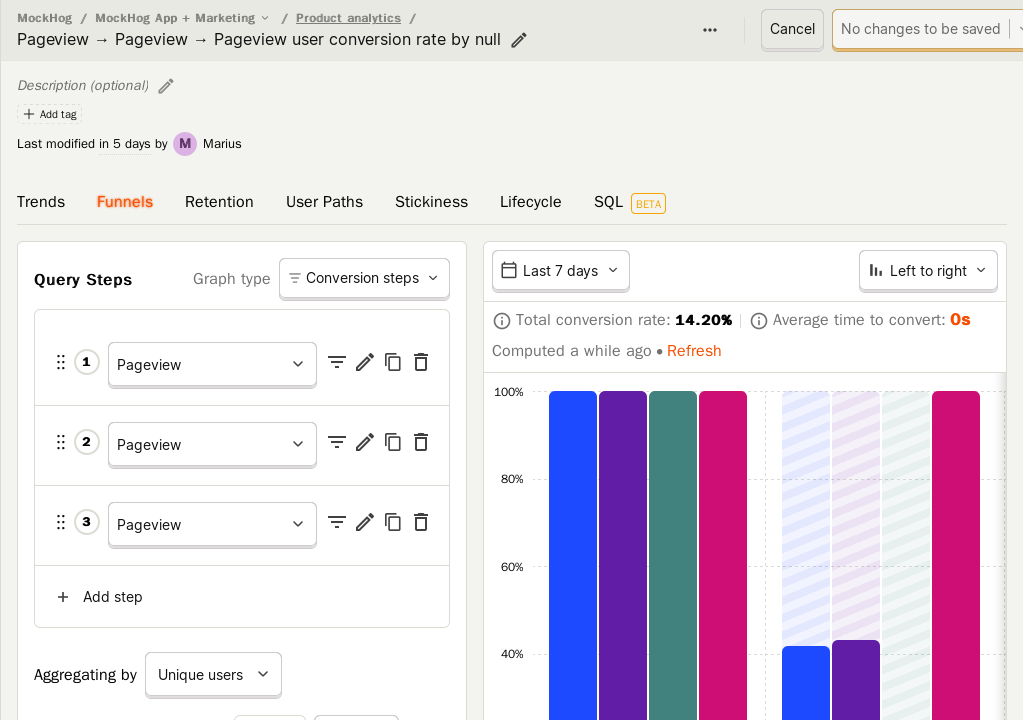 MockHog / MockHog App + Marketing / Product analytics /
Pageview → Pageview → Pageview user conversion rate by null
Cancel
No changes to be saved
Description (optional)
Add tag
Last modified in 5 days by M Marius
Trends Funnels Retention User Paths Stickiness Lifecycle SQL BETA
Query Steps Graph type Conversion steps
1 Pageview
2 Pageview
3 Pageview
+ Add step
Aggregating by Unique users
Last 7 days Left to right
Total conversion rate: 14.20% Average time to convert: 0s
Computed a while ago • Refresh
100%
80%
60%
40%